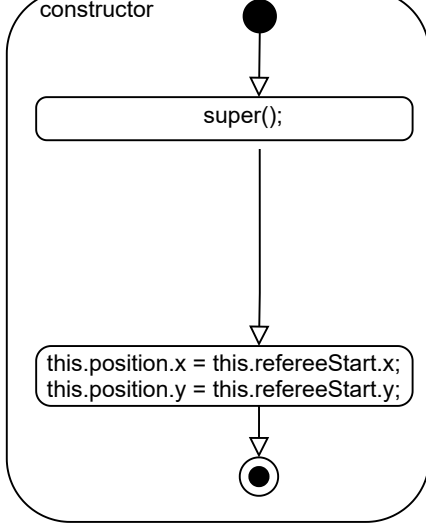 constructor
super();
this.position.x = this.refereeStart.x;
this.position.y = this.refereeStart.y;